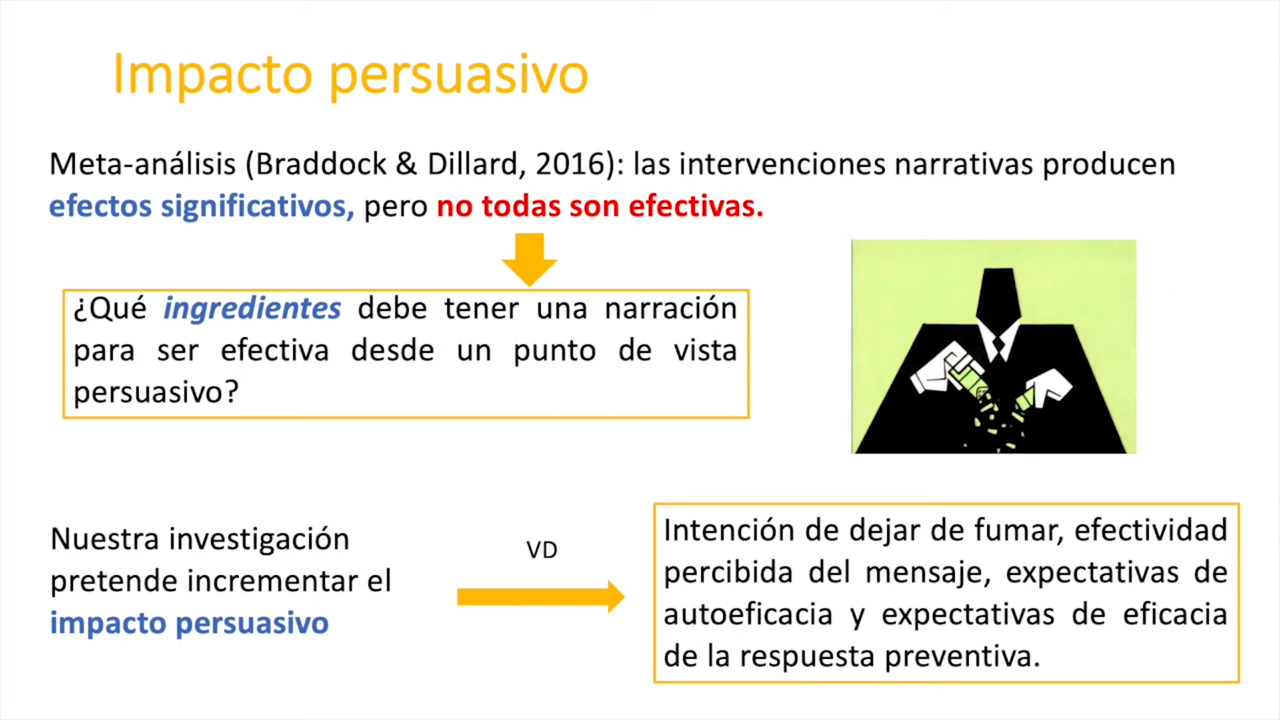 Impacto persuasivo
Meta-análisis (Braddock & Dillard, 2016): las intervenciones narrativas producen
efectos significativos, pero no todas son efectivas.
¿Qué ingredientes debe tener una narración
para ser efectiva desde un punto de vista
persuasivo?
Nuestra investigación
pretende incrementar el
impacto persuasivo
VD
Intención de dejar de fumar, efectividad
percibida del mensaje, expectativas de
autoeficacia y expectativas de eficacia
de la respuesta preventiva.